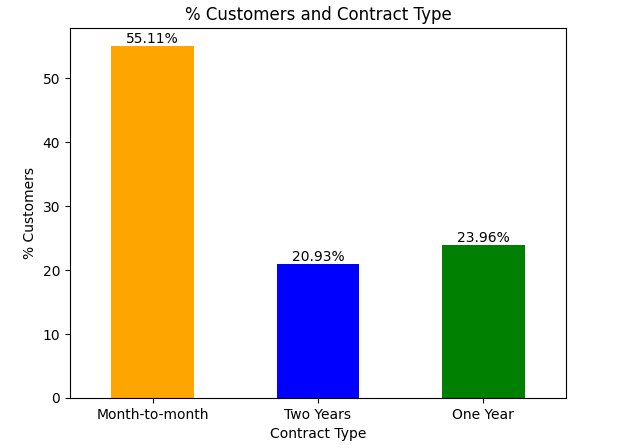 % Customers and Contract Type
55.11%
20.93%
23.96%
% Customers
50
40
30
20
10
0
Month-to-month
Two Years
One Year
Contract Type